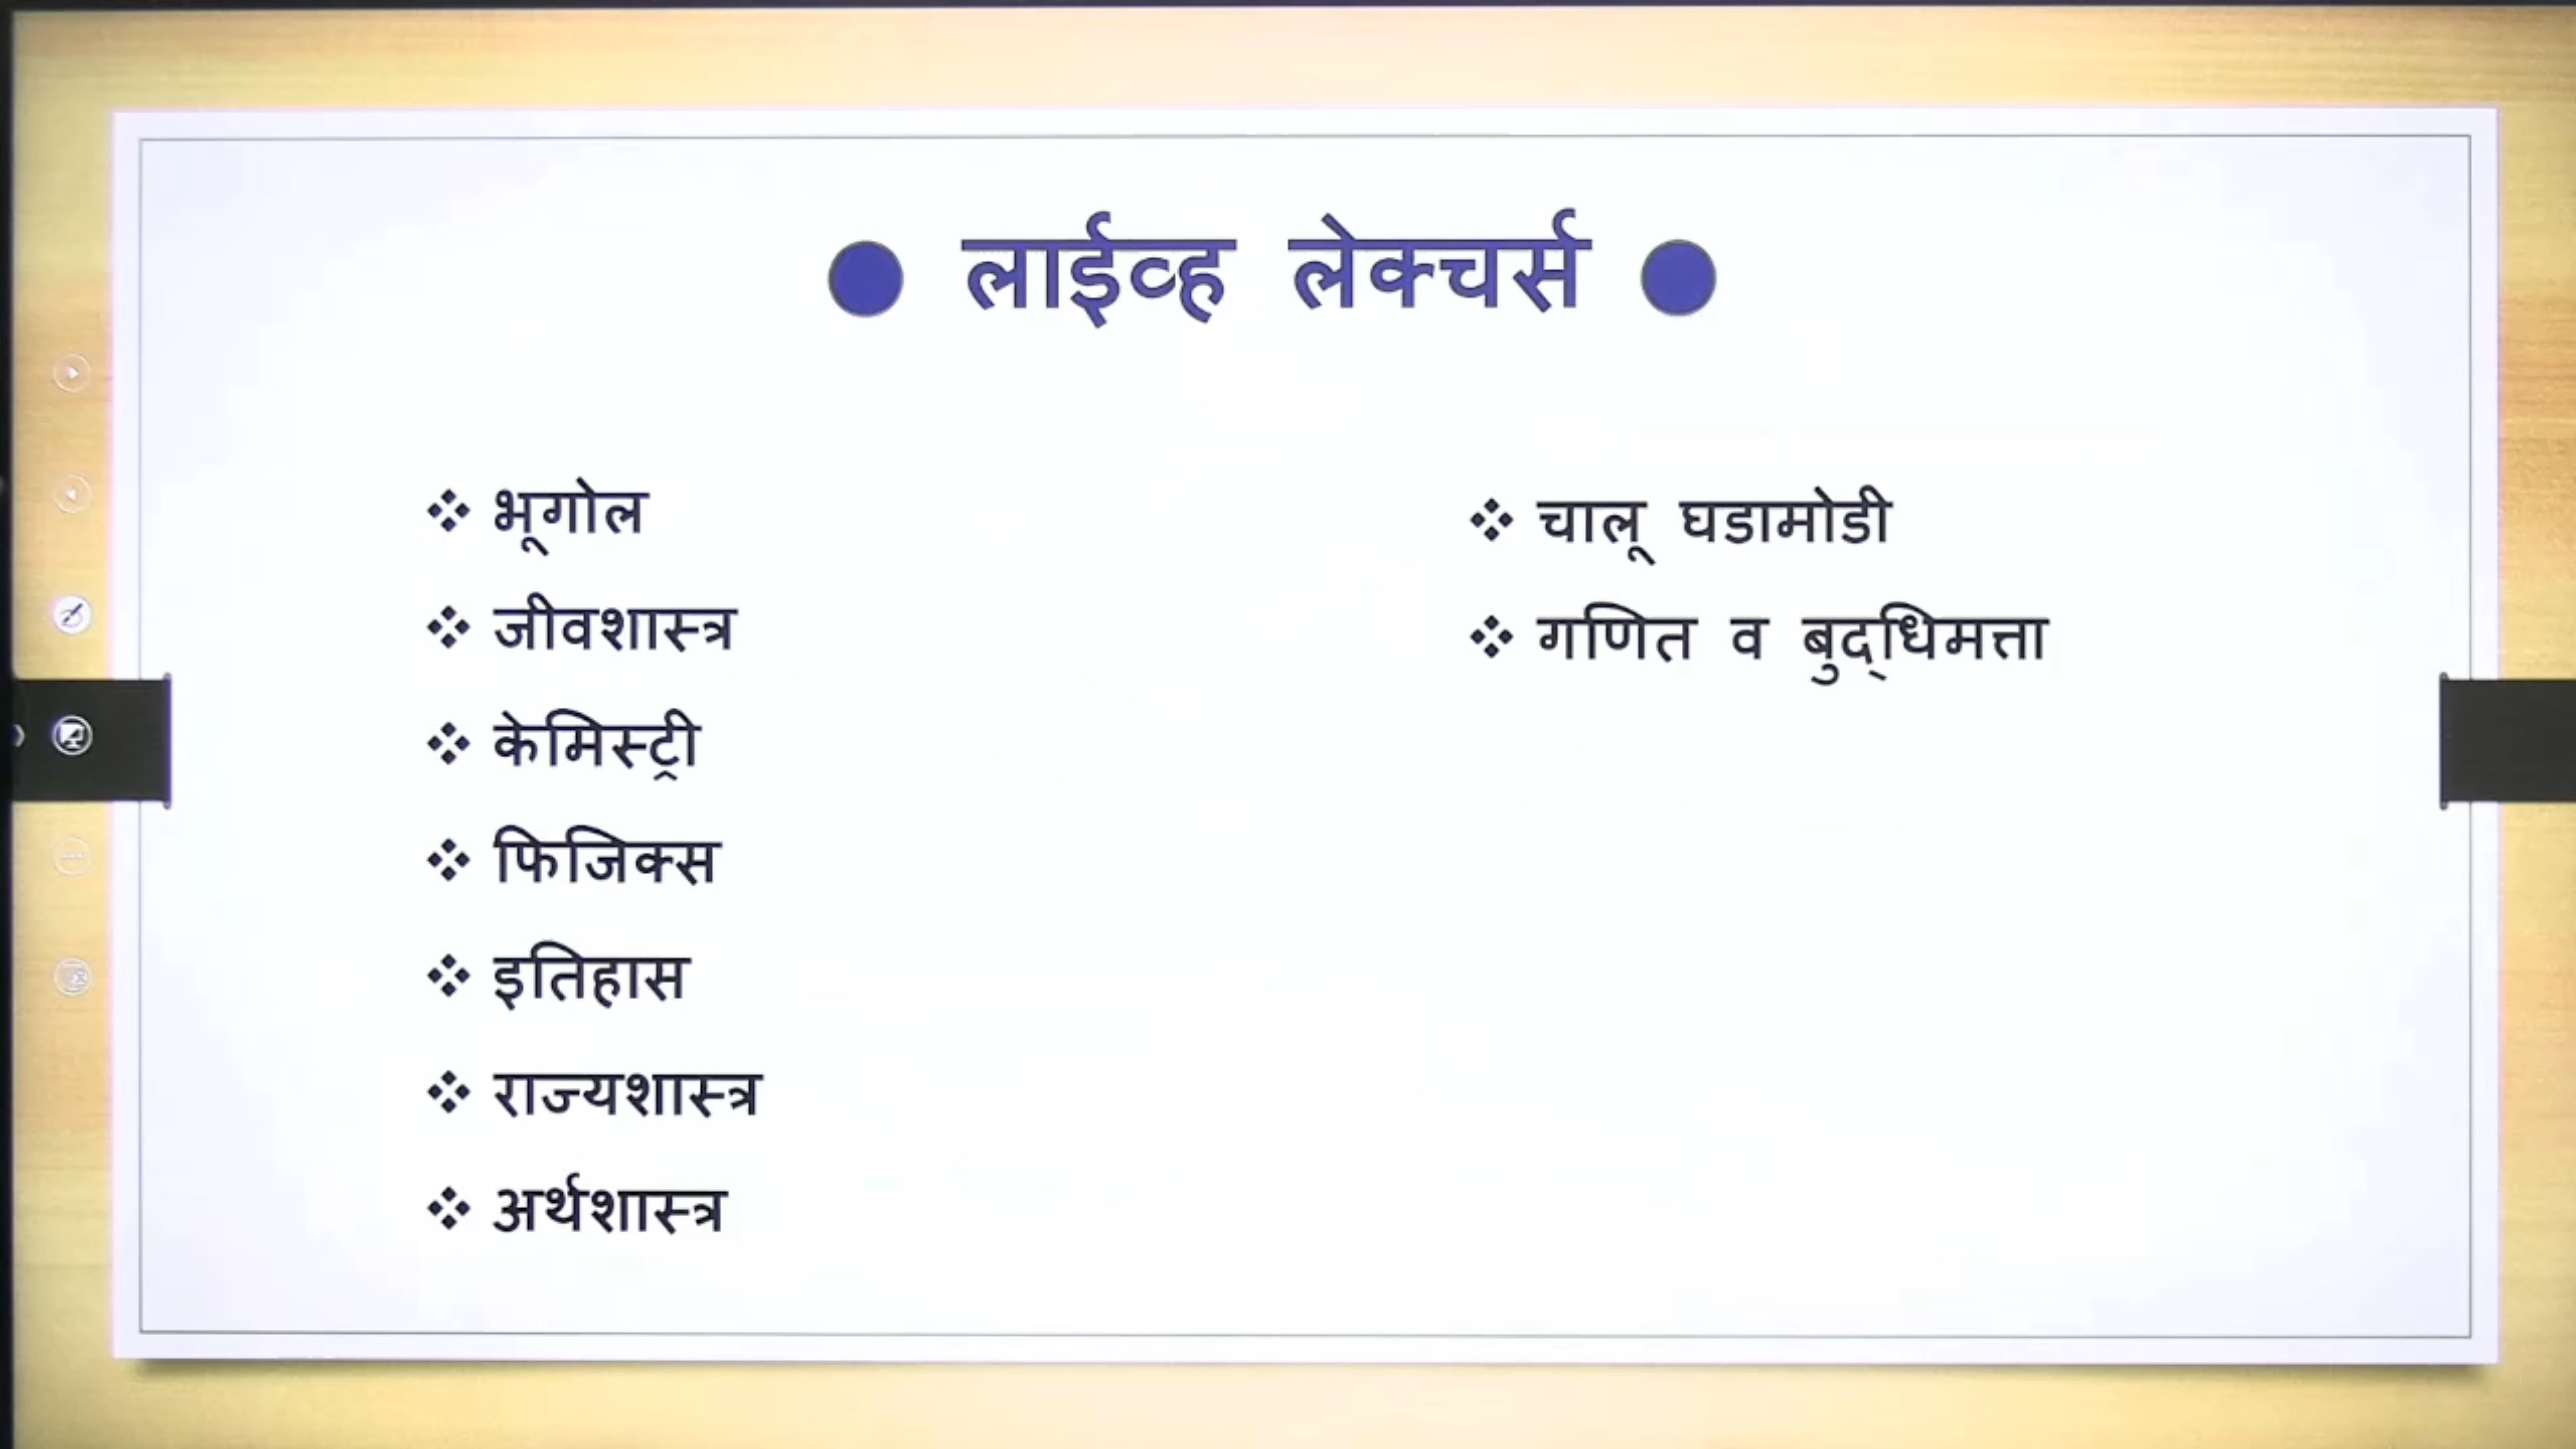 ● लाईव्ह लेक्चर्स ●
❖ भूगोल
❖ जीवशास्त्र
❖ केमिस्ट्री
❖ फिजिक्स
❖ इतिहास
❖ राज्यशास्त्र
❖ अर्थशास्त्र
❖ चालू घडामोडी
❖ गणित व बुद्धिमत्ता